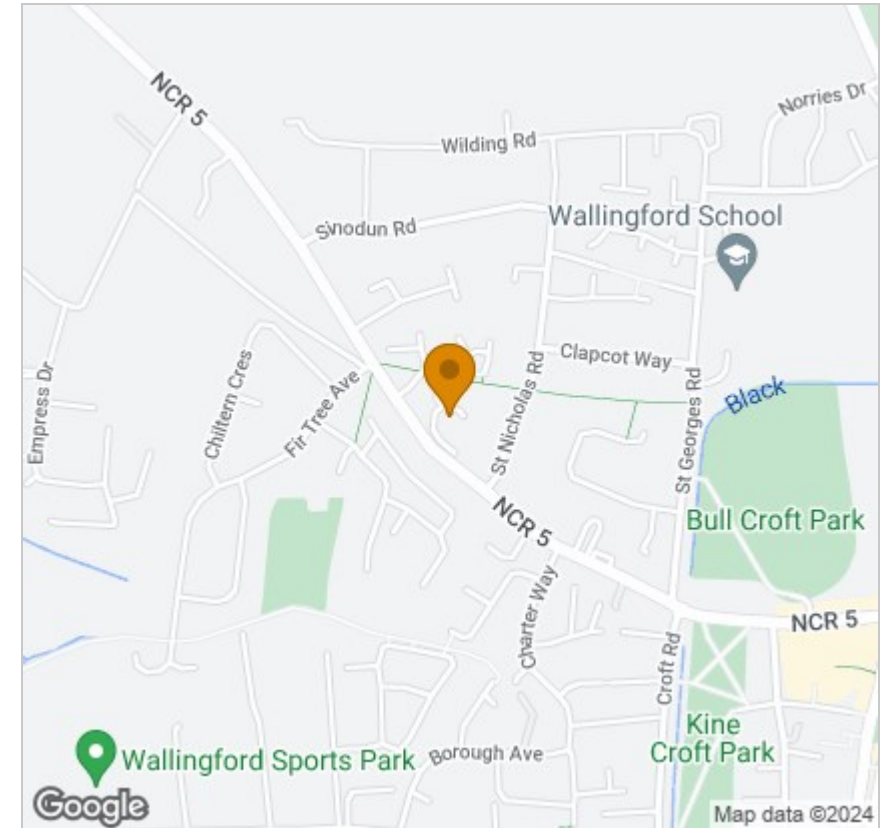 NCR 5
Norries Dr
Wilding Rd
Wallingford School
Sinodun Rd
Clapcot Way
Black
Empress Dr
Chiltern Cres
Fir Tree Ave
St Nicholas Rd
St Georges Rd
Bull Croft Park
NCR 5
NCR 5
Charter Way
Croft Rd
Kine
Croft Park
Borough Ave
Wallingford Sports Park
Google
Map data ©2024